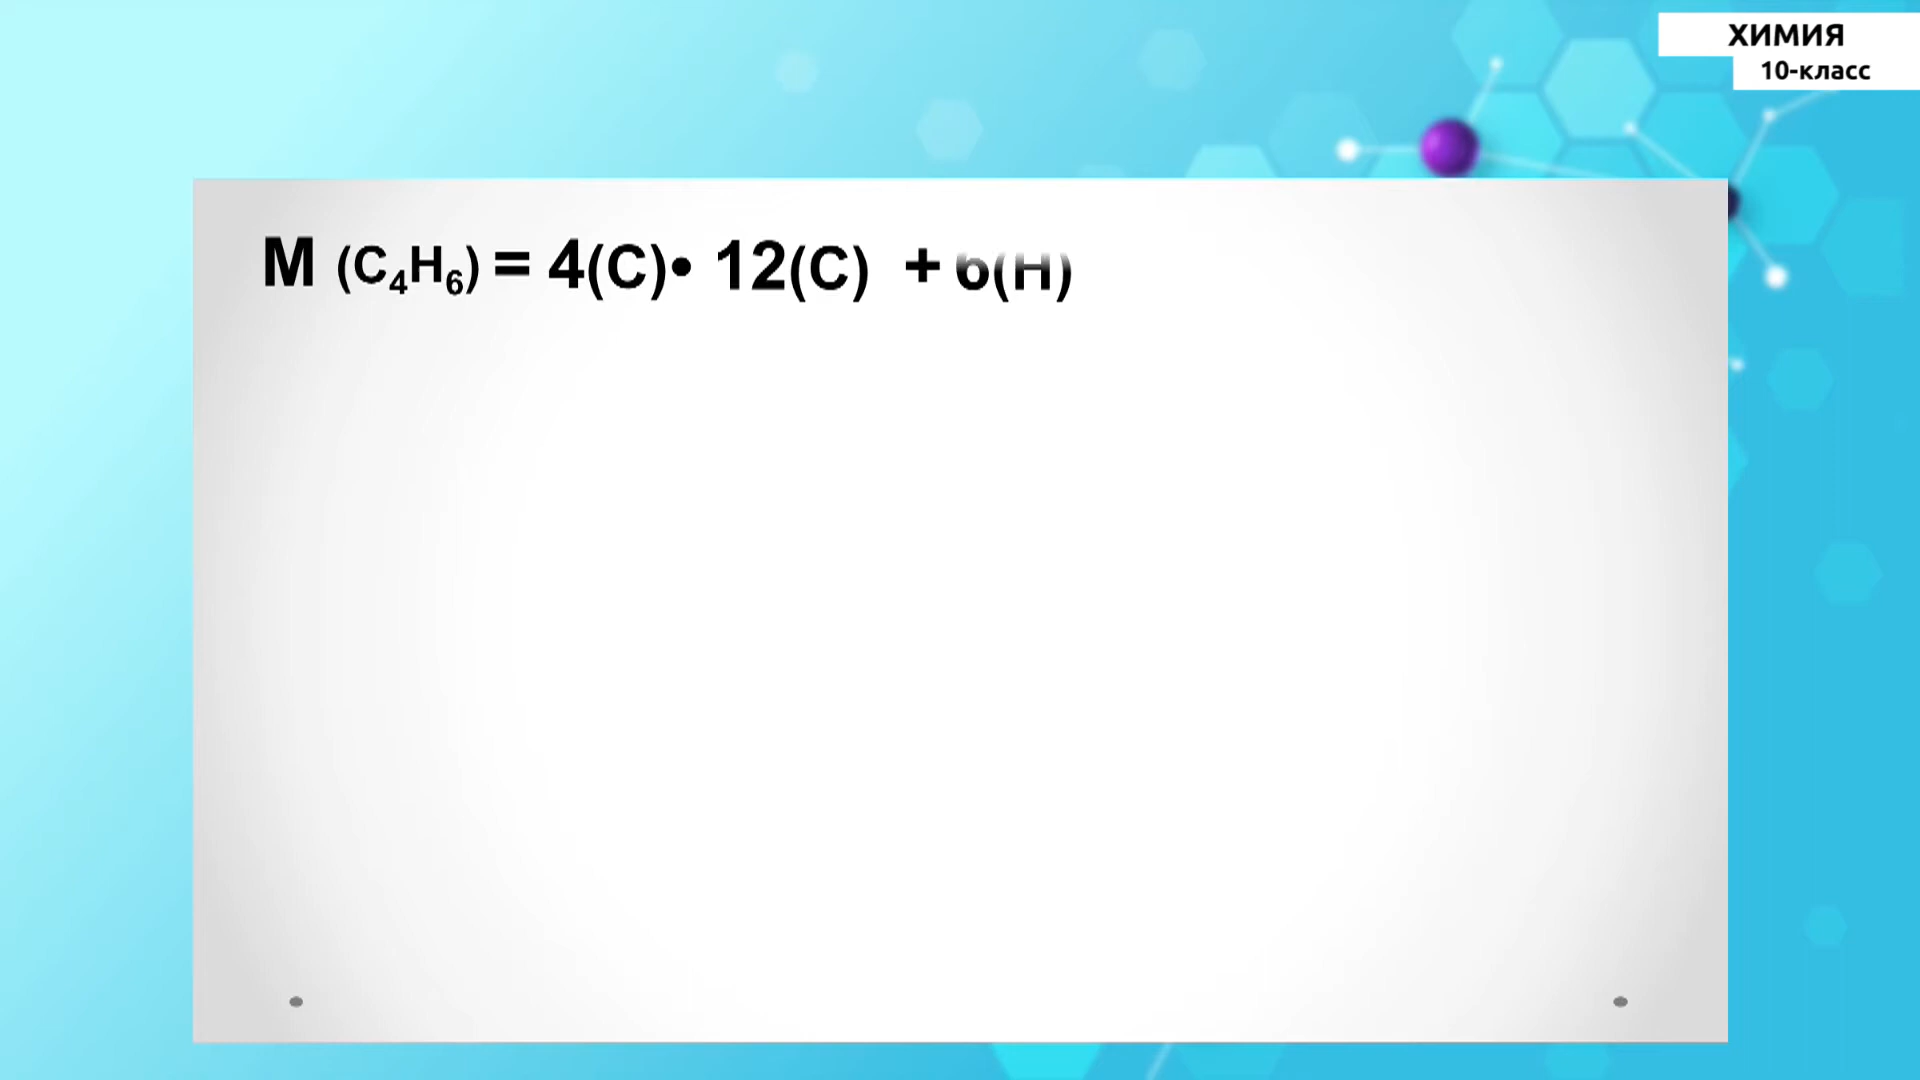 ХИМИЯ
10-класс
M (C₄H₆) = 4(C)• 12(C) + 6(H)